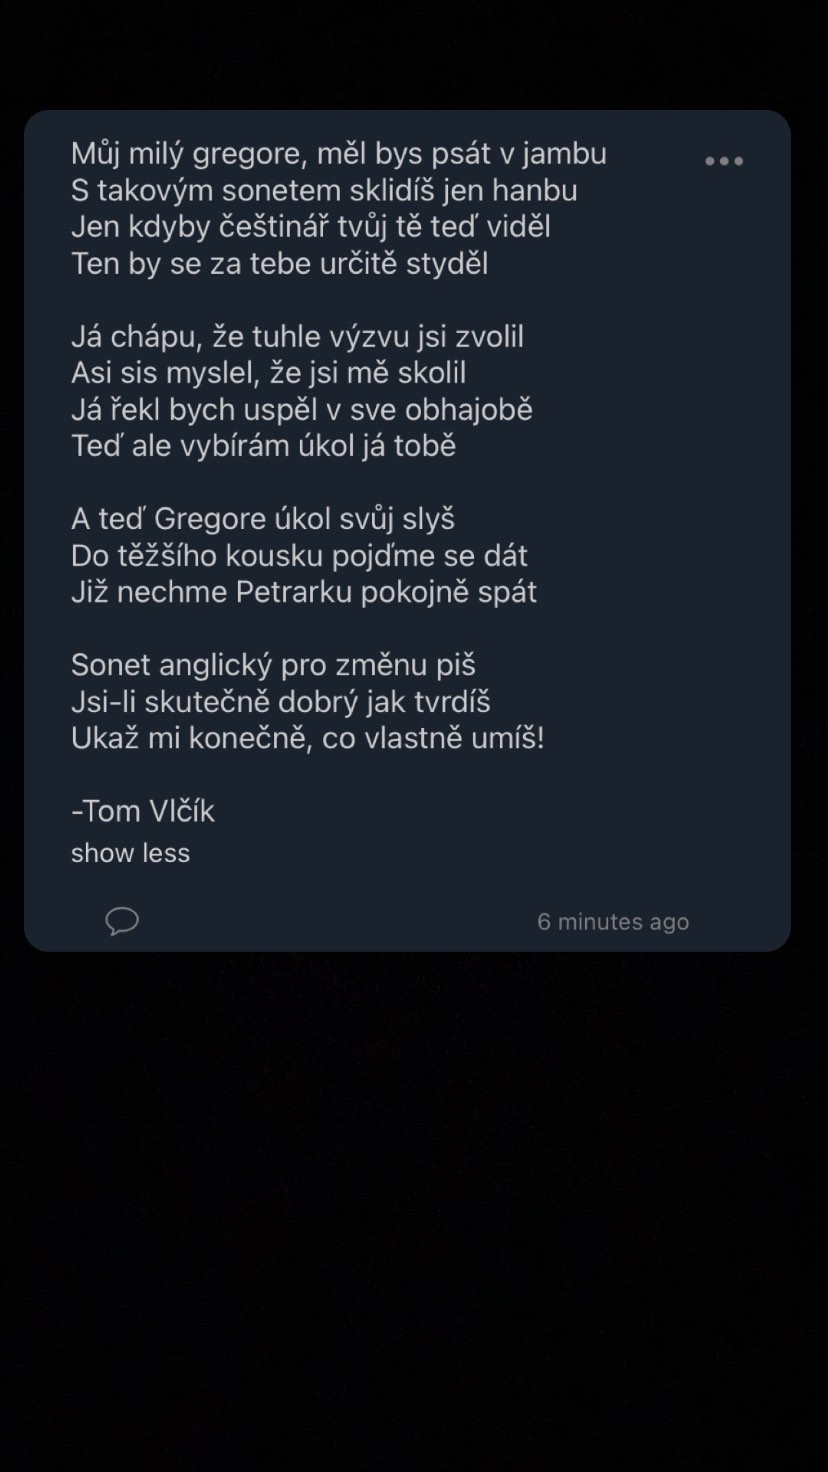 Můj milý gregore, měl bys psát v jambu
S takovým sonetem sklidíš jen hanbu
Jen kdyby češtinář tvůj tě teď viděl
Ten by se za tebe určitě styděl
Já chápu, že tuhle výzvu jsi zvolil
Asi sis myslel, že jsi mě skolil
Já řekl bych uspěl v sve obhajobě
Teď ale vybírám úkol já tobě
A teď Gregore úkol svůj slyš
Do těžšího kousku pojďme se dát
Již nechme Petrarku pokojně spát
Sonet anglický pro změnu piš
Jsi-li skutečně dobrý jak tvrdíš
Ukaž mi konečně, co vlastně umíš!
-Tom Vlčík
show less
6 minutes ago